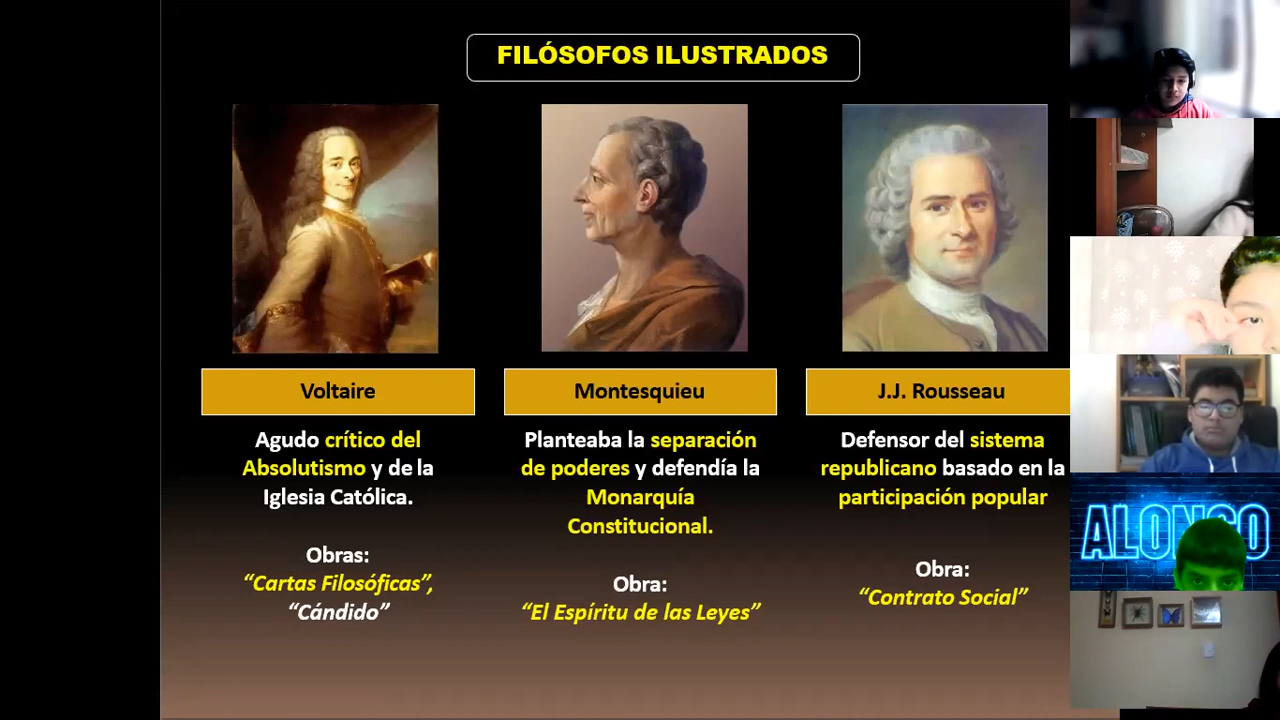 FILÓSOFOS ILUSTRADOS
Voltaire
Agudo crítico del
Absolutismo y de la
Iglesia Católica.
Obras:
“Cartas Filosóficas”,
“Cándido”
Montesquieu
Planteaba la separación
de poderes y defendía la
Monarquía
Constitucional.
Obra:
“El Espíritu de las Leyes”
J.J. Rousseau
Defensor del sistema
republicano basado en la
participación popular
Obra:
“Contrato Social”
ALONSO